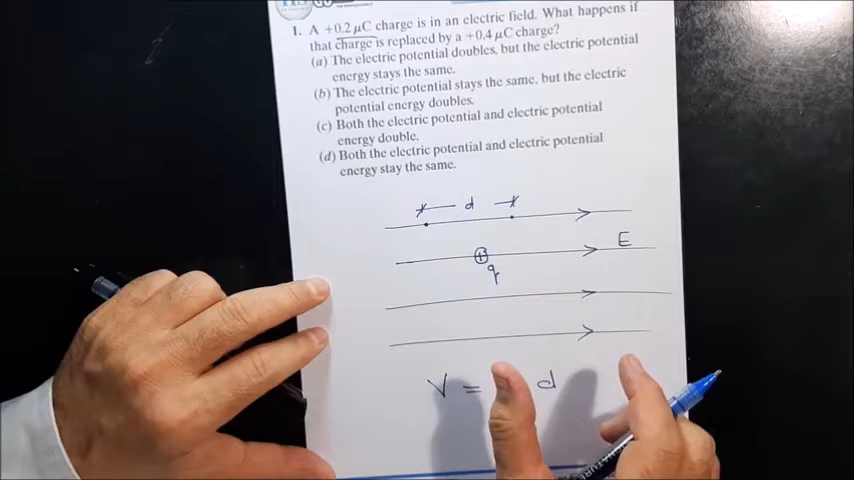 1. A +0.2 μC charge is in an electric field. What happens if
that charge is replaced by a +0.4 μC charge?
(a) The electric potential doubles, but the electric potential
energy stays the same.
(b) The electric potential stays the same, but the electric
potential energy doubles.
(c) Both the electric potential and electric potential
energy double.
(d) Both the electric potential and electric potential
energy stay the same.
d
E
+
q
V = d